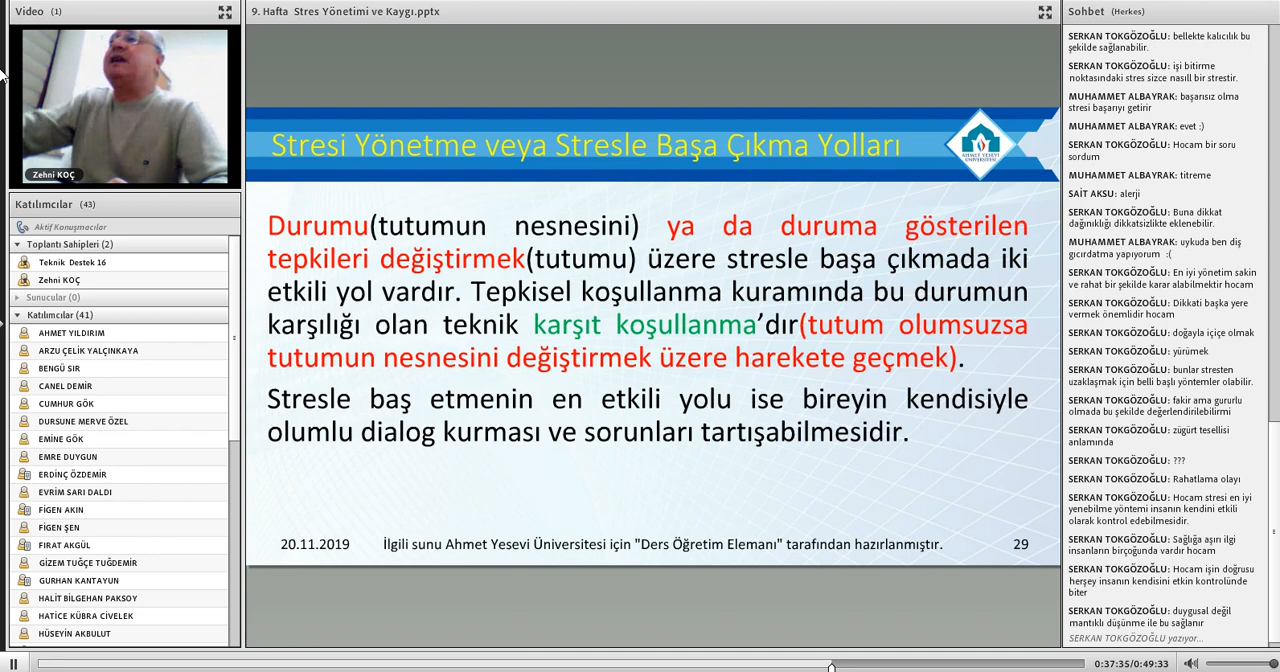 Video (1)
Zehni KOÇ
Katılımcılar (43)
Aktif Konuşmacılar
Toplantı Sahipleri (2)
Teknik Destek 16
Zehni KOÇ
Sunucular (0)
Katılımcılar (41)
AHMET YILDIRIM
ARZU ÇELİK YALÇINKAYA
BENGÜ SIR
CANEL DEMİR
CUMHUR GÖK
DURSUNE MERVE ÖZEL
EMİNE GÖK
EMRE DUYGUN
ERDİNÇ ÖZDEMİR
EVRİM SARI DALDI
FİGEN AKIN
FİGEN ŞEN
FIRAT AKGÜL
GİZEM TUĞÇE TUĞDEMİR
GURHAN KANTAYUN
HALİT BİLGEHAN PAKSOY
HATİCE KÜBRA CİVELEK
HÜSEYİN AKBULUT
9. Hafta Stres Yönetimi ve Kaygı.pptx
Stresi Yönetme veya Stresle Başa Çıkma Yolları
AHMET YESEVİ
ÜNİVERSİTESİ
Durumu(tutumun nesnesini) ya da duruma gösterilen
tepkileri değiştirmek(tutumu) üzere stresle başa çıkmada iki
etkili yol vardır. Tepkisel koşullanma kuramında bu durumun
karşılığı olan teknik karşıt koşullanma’dır(tutum olumsuzsa
tutumun nesnesini değiştirmek üzere harekete geçmek).
Stresle baş etmenin en etkili yolu ise bireyin kendisiyle
olumlu dialog kurması ve sorunları tartışabilmesidir.
20.11.2019 İlgili sunu Ahmet Yesevi Üniversitesi için "Ders Öğretim Elemanı" tarafından hazırlanmıştır. 29
Sohbet (Herkes)
SERKAN TOKGÖZOĞLU: bellekte kalıcılık bu
şekilde sağlanabilir.
SERKAN TOKGÖZOĞLU: işi bitirme
noktasındaki stres sizce nasıll bir strestir.
MUHAMMET ALBAYRAK: başarısız olma
stresi başarıyı getirir
MUHAMMET ALBAYRAK: evet :)
SERKAN TOKGÖZOĞLU: Hocam bir soru
sordum
MUHAMMET ALBAYRAK: titreme
SAİT AKSU: alerji
SERKAN TOKGÖZOĞLU: Buna dikkat
dağınıklığı dikkatsizlikte eklenebilir.
MUHAMMET ALBAYRAK: uykuda ben diş
gıcırdatma yapıyorum :(
SERKAN TOKGÖZOĞLU: En iyi yönetim sakin
ve rahat bir şekilde karar alabilmektir hocam
SERKAN TOKGÖZOĞLU: Dikkati başka yere
vermek önemlidir hocam
SERKAN TOKGÖZOĞLU: doğayla içiçe olmak
SERKAN TOKGÖZOĞLU: yürümek
SERKAN TOKGÖZOĞLU: bunlar stresten
uzaklaşmak için belli başlı yöntemler olabilir.
SERKAN TOKGÖZOĞLU: fakir ama gururlu
olmada bu şekilde değerlendirilebilirmi
SERKAN TOKGÖZOĞLU: zügürt tesellisi
anlamında
SERKAN TOKGÖZOĞLU: ???
SERKAN TOKGÖZOĞLU: Rahatlama olayı
SERKAN TOKGÖZOĞLU: Hocam stresi en iyi
yenebilme yöntemi insanın kendini etkili
olarak kontrol edebilmesidir.
SERKAN TOKGÖZOĞLU: Sağlığa aşırı ilgi
insanların birçoğunda vardır hocam
SERKAN TOKGÖZOĞLU: Hocam işin doğrusu
herşey insanın kendisini etkin kontrolünde
biter
SERKAN TOKGÖZOĞLU: duygusal değil
mantıklı düşünme ile bu sağlanır
SERKAN TOKGÖZOĞLU yazıyor...
0:37:35/0:49:33